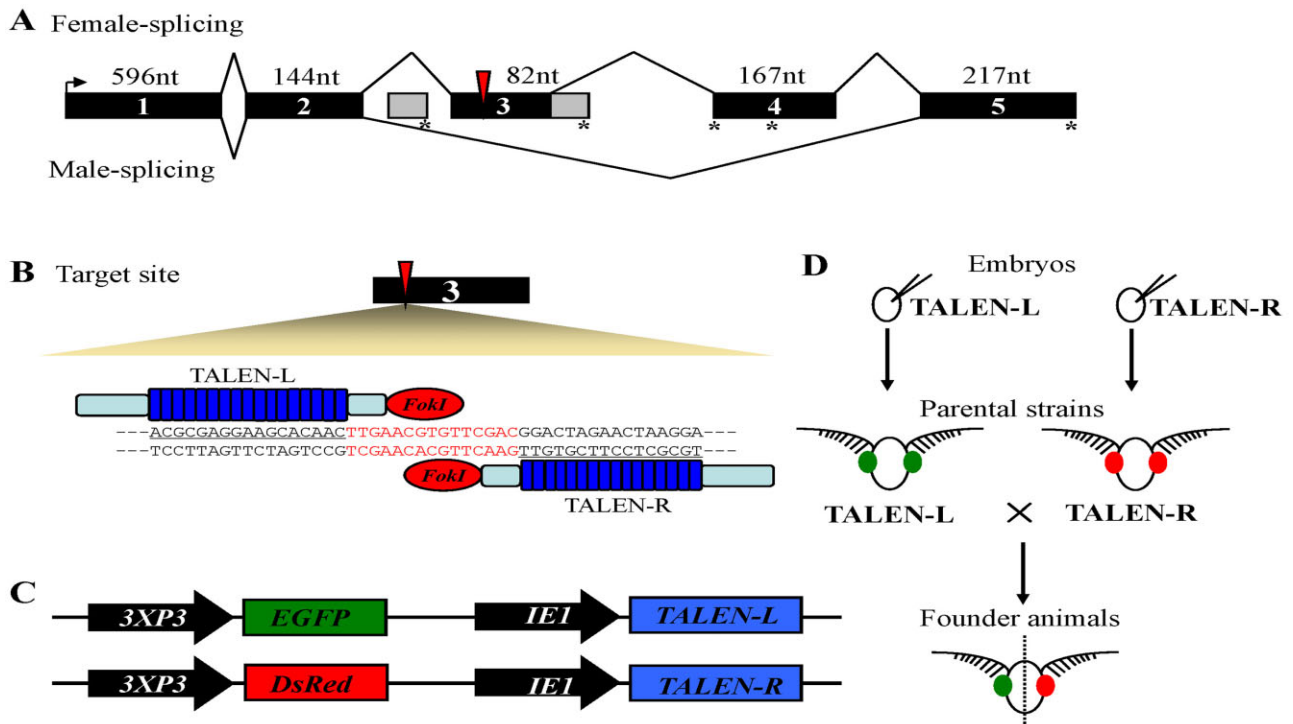 A Female-splicing
596nt 144nt 82nt 167nt 217nt
1 2 3 4 5
* * * * *
Male-splicing
B Target site
3
TALEN-L
FokI
---ACGCGAGGAAGCACAACTTGAACGTGTTCGACGGACTAGAACTAAGGA---
---TCCTTAGTTCTAGTCCGTCGAACACGTTCAAGTTGTGCTTCCTCGCGT---
FokI
TALEN-R
C
3XP3 EGFP IE1 TALEN-L
3XP3 DsRed IE1 TALEN-R
D Embryos
TALEN-L TALEN-R
Parental strains
TALEN-L X TALEN-R
Founder animals